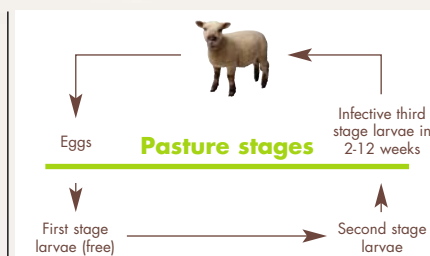 Eggs
Pasture stages
Infective third
stage larvae in
2-12 weeks
First stage
larvae (free)
Second stage
larvae